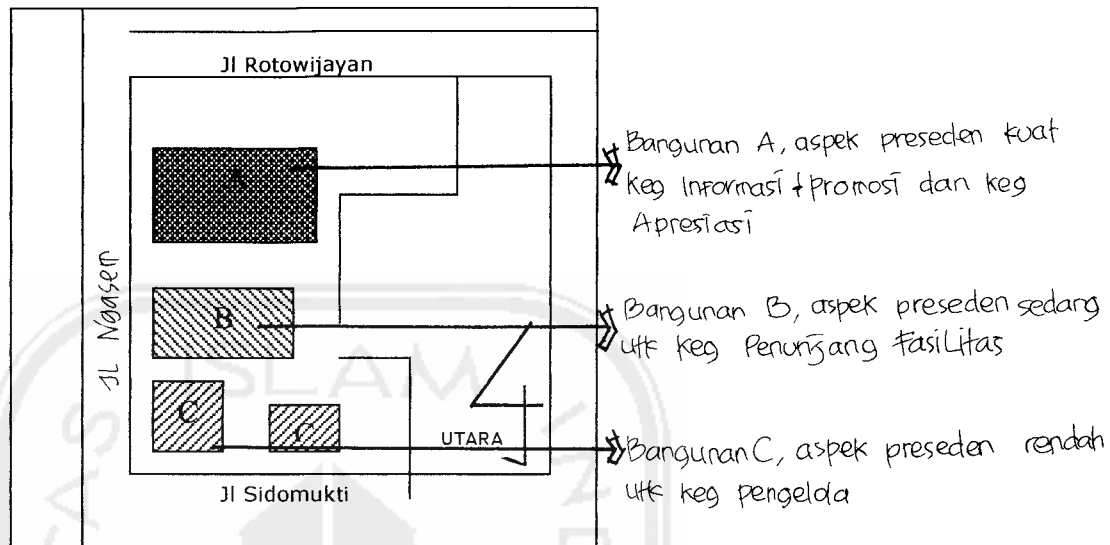 Jl Rotowijayan
A
Bangunan A, aspek preseden kuat
keg Informasi + promosi dan keg
Apresiasi
Jl Ngasem
B
Bangunan B, aspek preseden sedang
utk keg Penunjang Fasilitas
C
C
UTARA
Bangunan C, aspek preseden rendah
utk keg pengelola
Jl Sidomukti
ISLAM